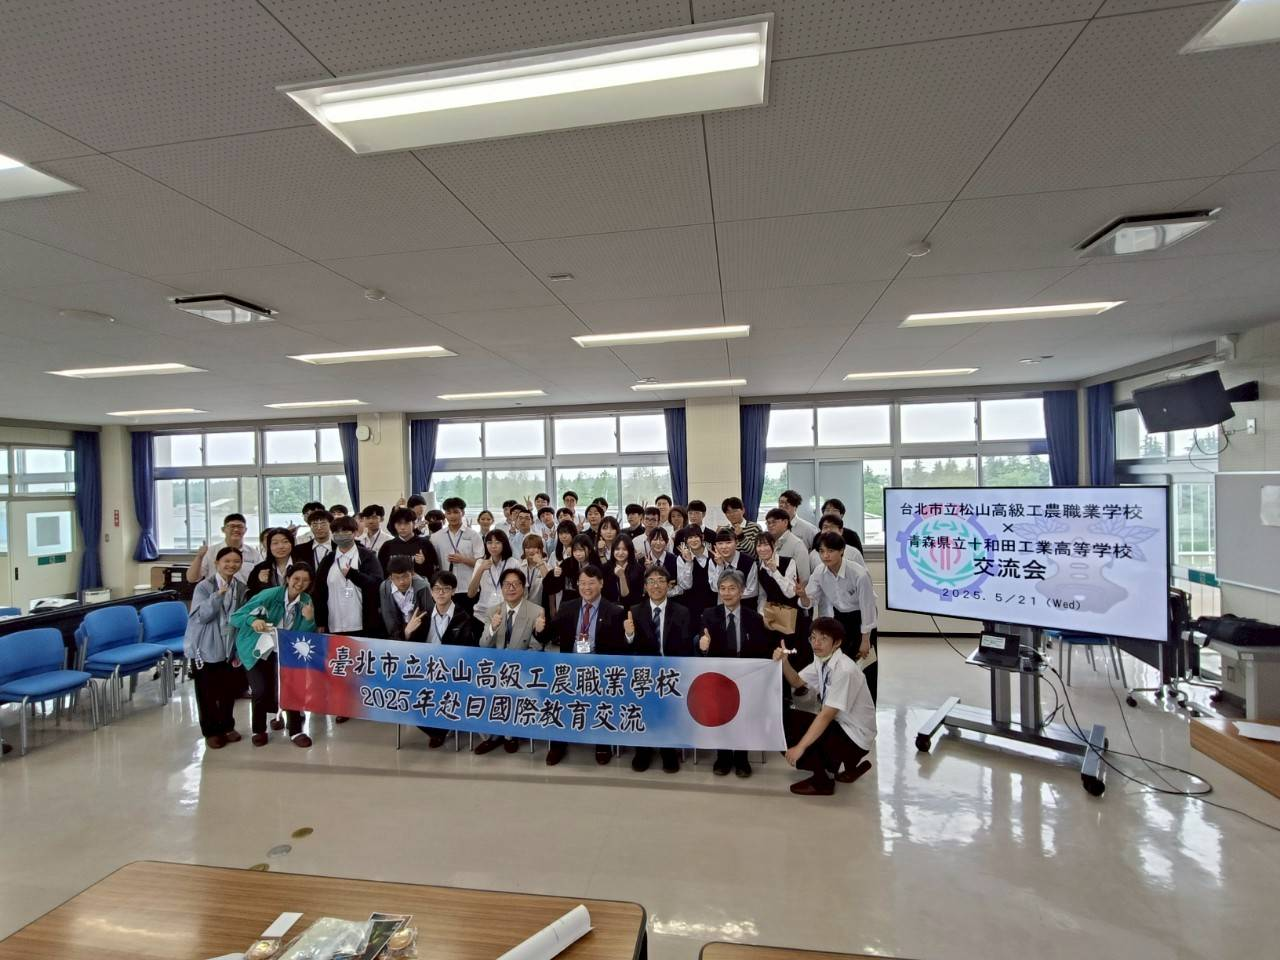 台北市立松山高級工農職業学校
×
青森県立十和田工業高等学校
交流会
2025. 5/21 (Wed)
臺北市立松山高級工農職業學校
2025年赴日國際教育交流